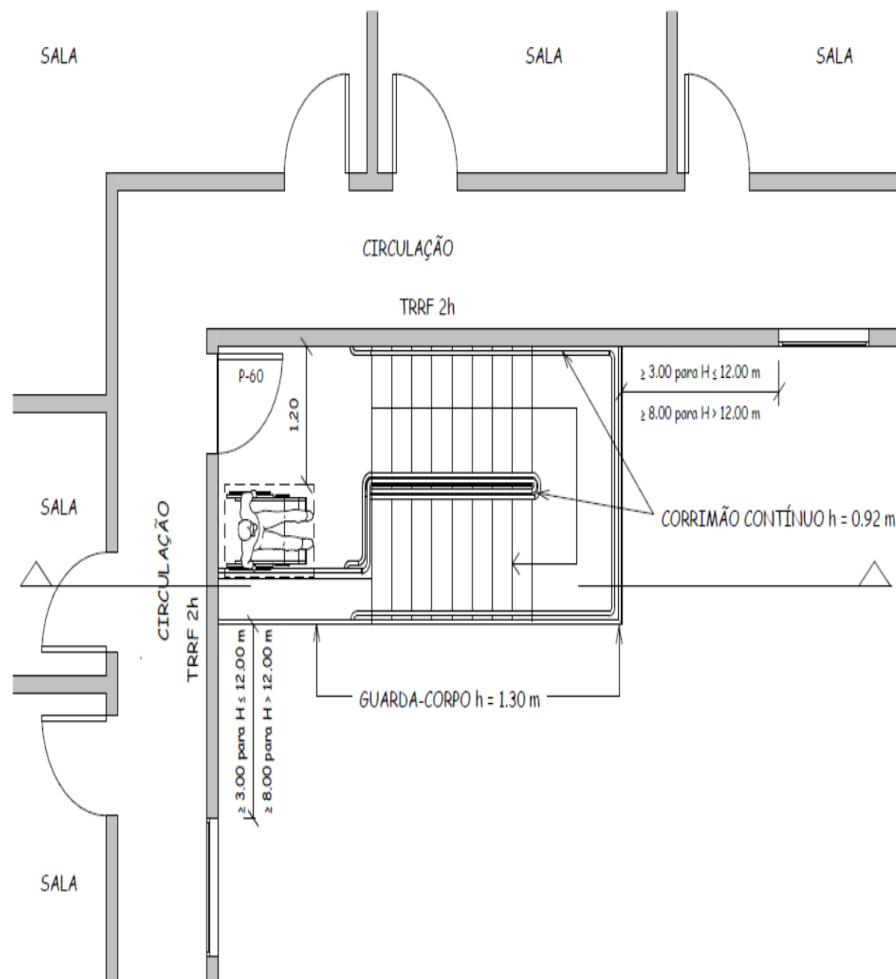 SALA
SALA
SALA
CIRCULAÇÃO
TRRF 2h
P-60
1.20
≥ 3.00 para H ≤ 12.00 m
≥ 8.00 para H > 12.00 m
SALA
CORRIMÃO CONTÍNUO h = 0.92 m
CIRCULAÇÃO
TRRF 2h
≥ 3.00 para H ≤ 12.00 m
≥ 8.00 para H > 12.00 m
GUARDA-CORPO h = 1.30 m
SALA